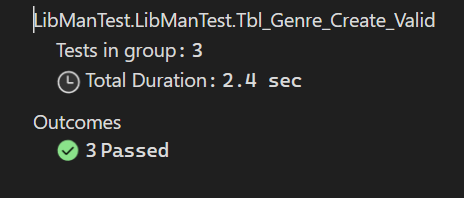 LibManTest.LibManTest.Tbl_Genre_Create_Valid
Tests in group: 3
Total Duration: 2.4 sec
Outcomes
3 Passed